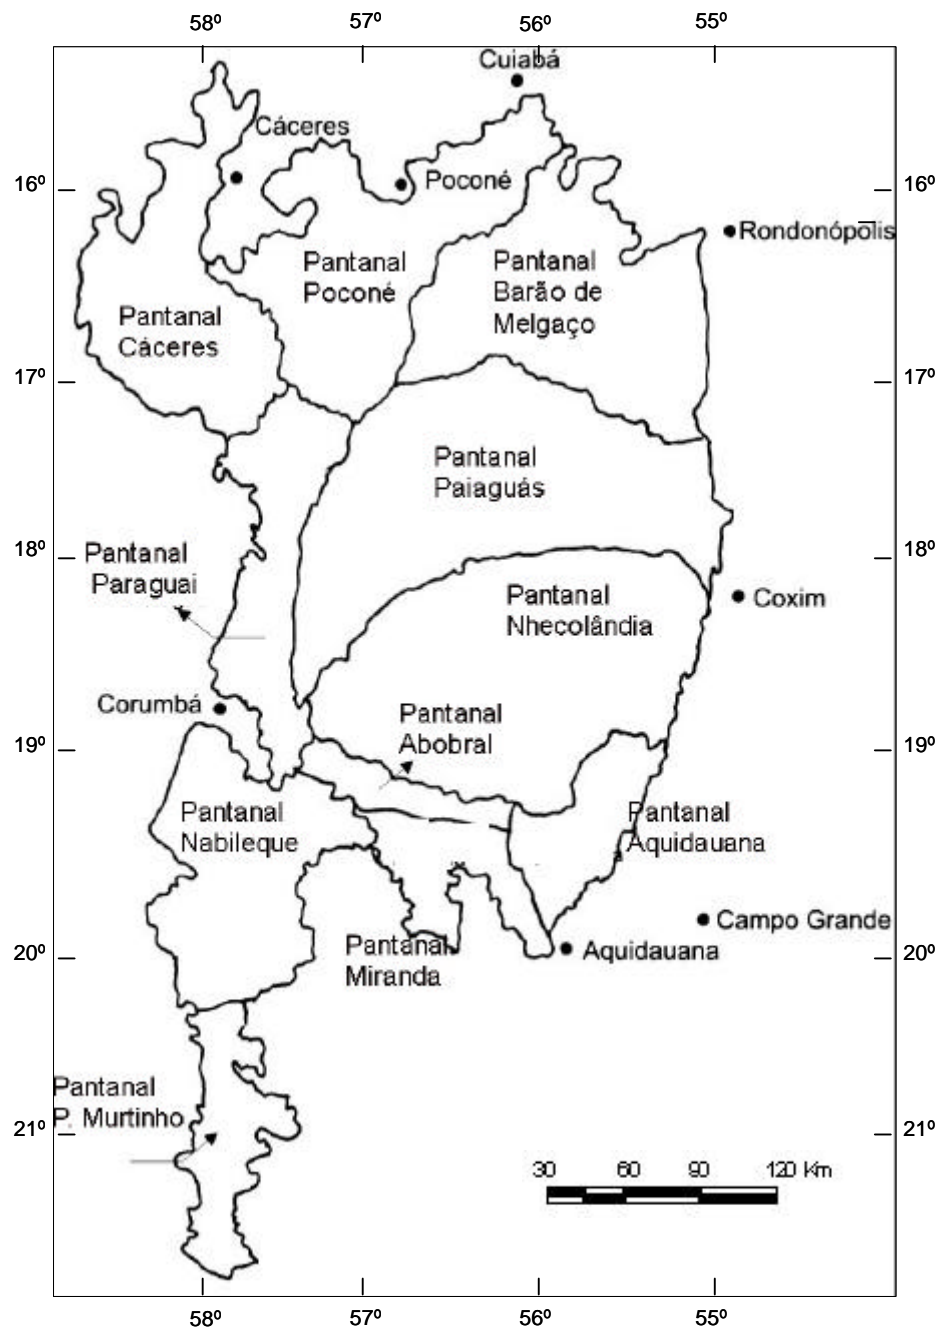 58º 57º 56º 55º
Cuiabá
Cáceres
16º
Poconé
16º
Rondonópolis
Pantanal
Poconé
Pantanal
Barão de
Melgaço
Pantanal
Cáceres
17º
17º
Pantanal
Paiaguás
18º
18º
Pantanal
Paraguai
Pantanal
Nhecolândia
Coxim
Corumbá
Pantanal
Abobral
19º
19º
Pantanal
Nabileque
Pantanal
Aquidauana
Campo Grande
Pantanal
Miranda
Aquidauana
20º
20º
Pantanal
P. Murtinho
21º
21º
30 60 90 120 Km
58º 57º 56º 55º